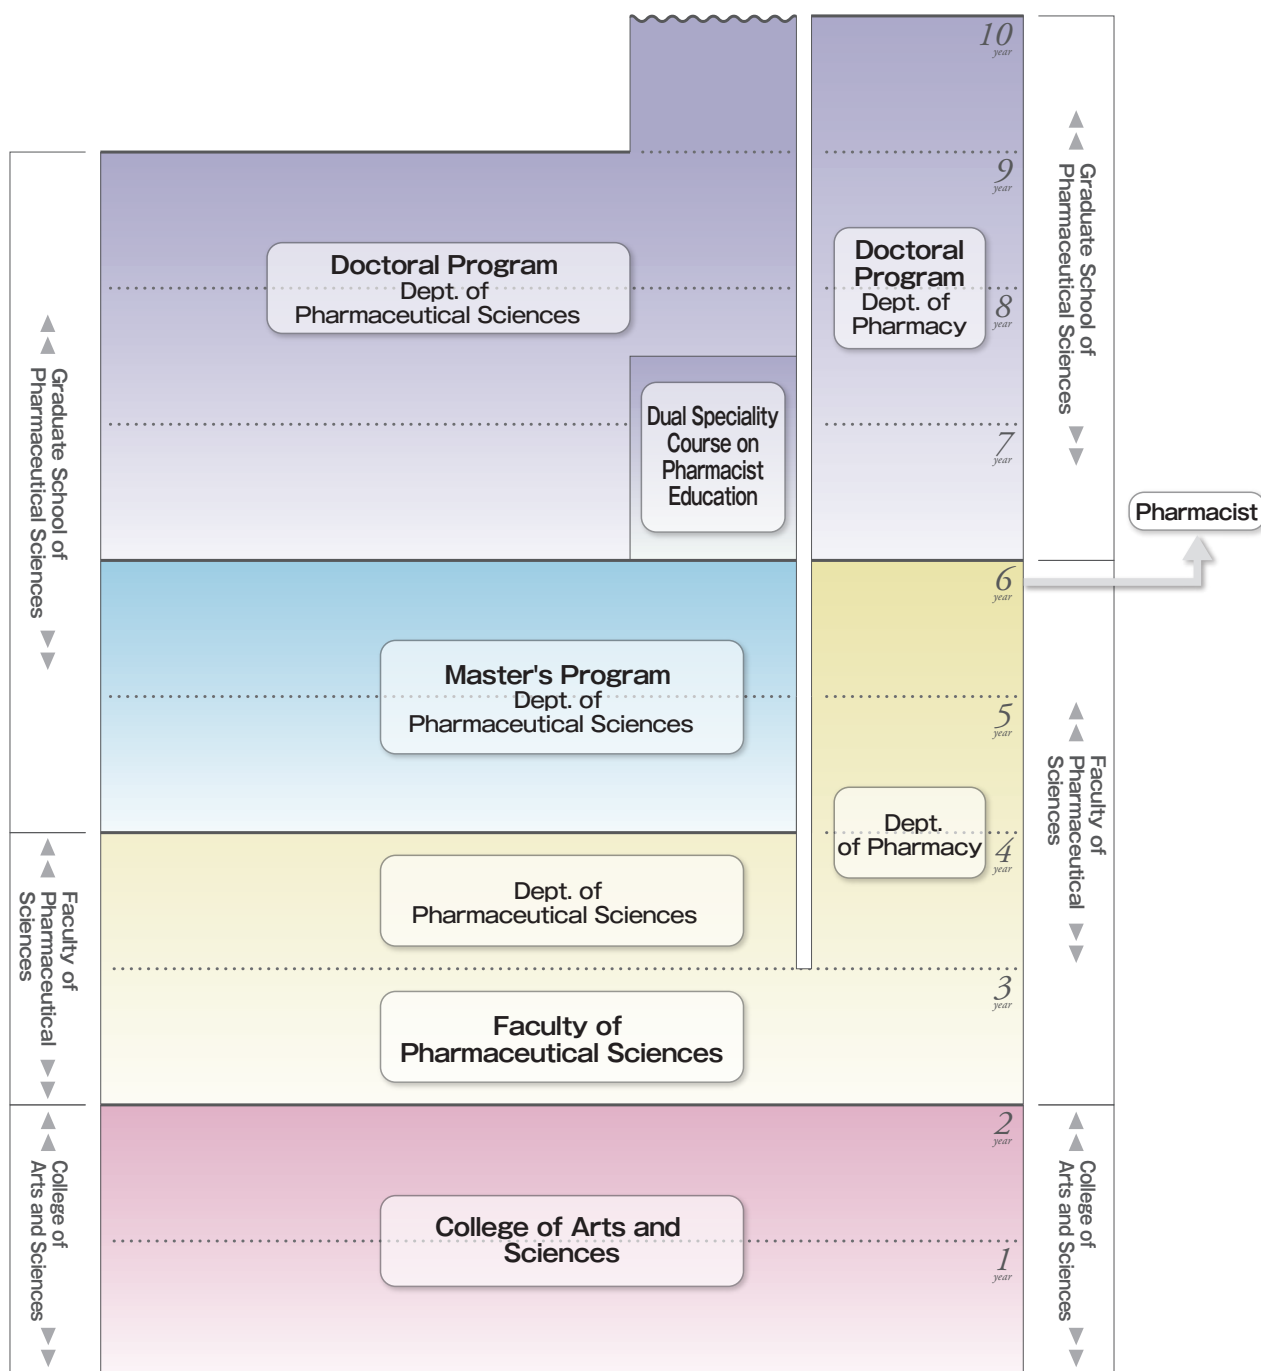 10
year
9
year
8
year
7
year
6
year
5
year
4
year
3
year
2
year
1
year
Doctoral Program
Dept. of
Pharmaceutical Sciences
Doctoral
Program
Dept. of
Pharmacy
Dual Speciality
Course on
Pharmacist
Education
Pharmacist
Master's Program
Dept. of
Pharmaceutical Sciences
Dept.
of Pharmacy
Dept. of
Pharmaceutical Sciences
Faculty of
Pharmaceutical Sciences
College of Arts and
Sciences
Graduate School of
Pharmaceutical Sciences
Faculty of
Pharmaceutical
Sciences
College of
Arts and Sciences
Graduate School of
Pharmaceutical Sciences
Faculty of
Pharmaceutical
Sciences
College of
Arts and Sciences